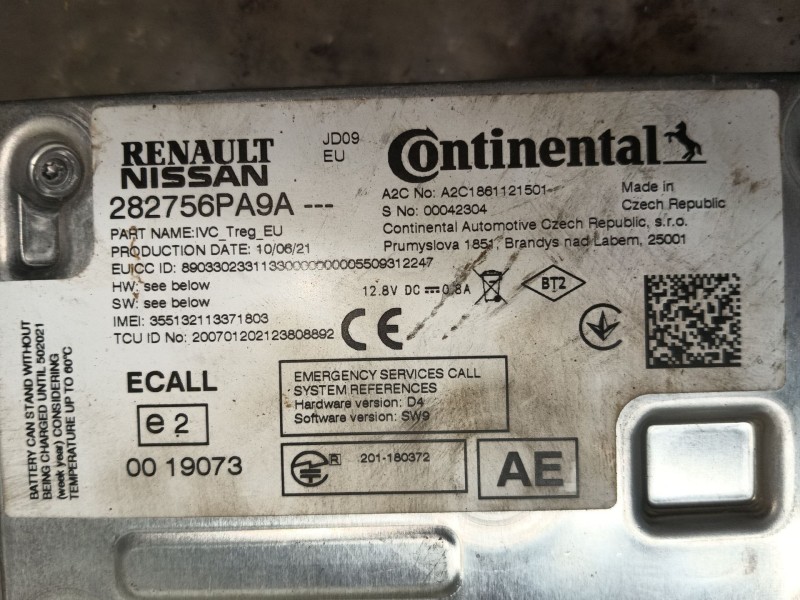 RENAULT
NISSAN
JD09
EU
Continental
282756PA9A ---
A2C No: A2C1861121501-
S No: 00042304
Made in
Czech Republic
PART NAME:IVC_Treg_EU
PRODUCTION DATE: 10/06/21
Continental Automotive Czech Republic, s.r.o.
Prumyslova 1851, Brandys nad Labem, 25001
EUICC ID: 89033023311330000000005509312247
HW: see below
SW: see below
12.8V DC 0.8A
BTZ
IMEI: 355132113371803
TCU ID No: 200701202123808892
CE
BATTERY CAN STAND WITHOUT
BEING CHARGED UNTIL 502021
(week year) CONSIDERING
TEMPERATURE UP TO 60°C
ECALL
e2
00 19073
EMERGENCY SERVICES CALL
SYSTEM REFERENCES
Hardware version: D4
Software version: SW9
R 201-180372
AE